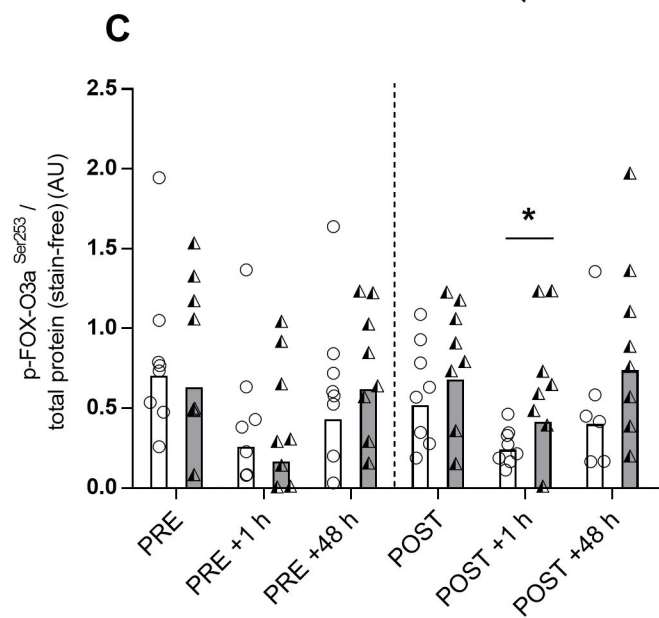 C
p-FOX-O3a Ser253 /
total protein (stain-free) (AU)
2.5
2.0
1.5
1.0
0.5
0.0
*
PRE
PRE +1 h
PRE +48 h
POST
POST +1 h
POST +48 h